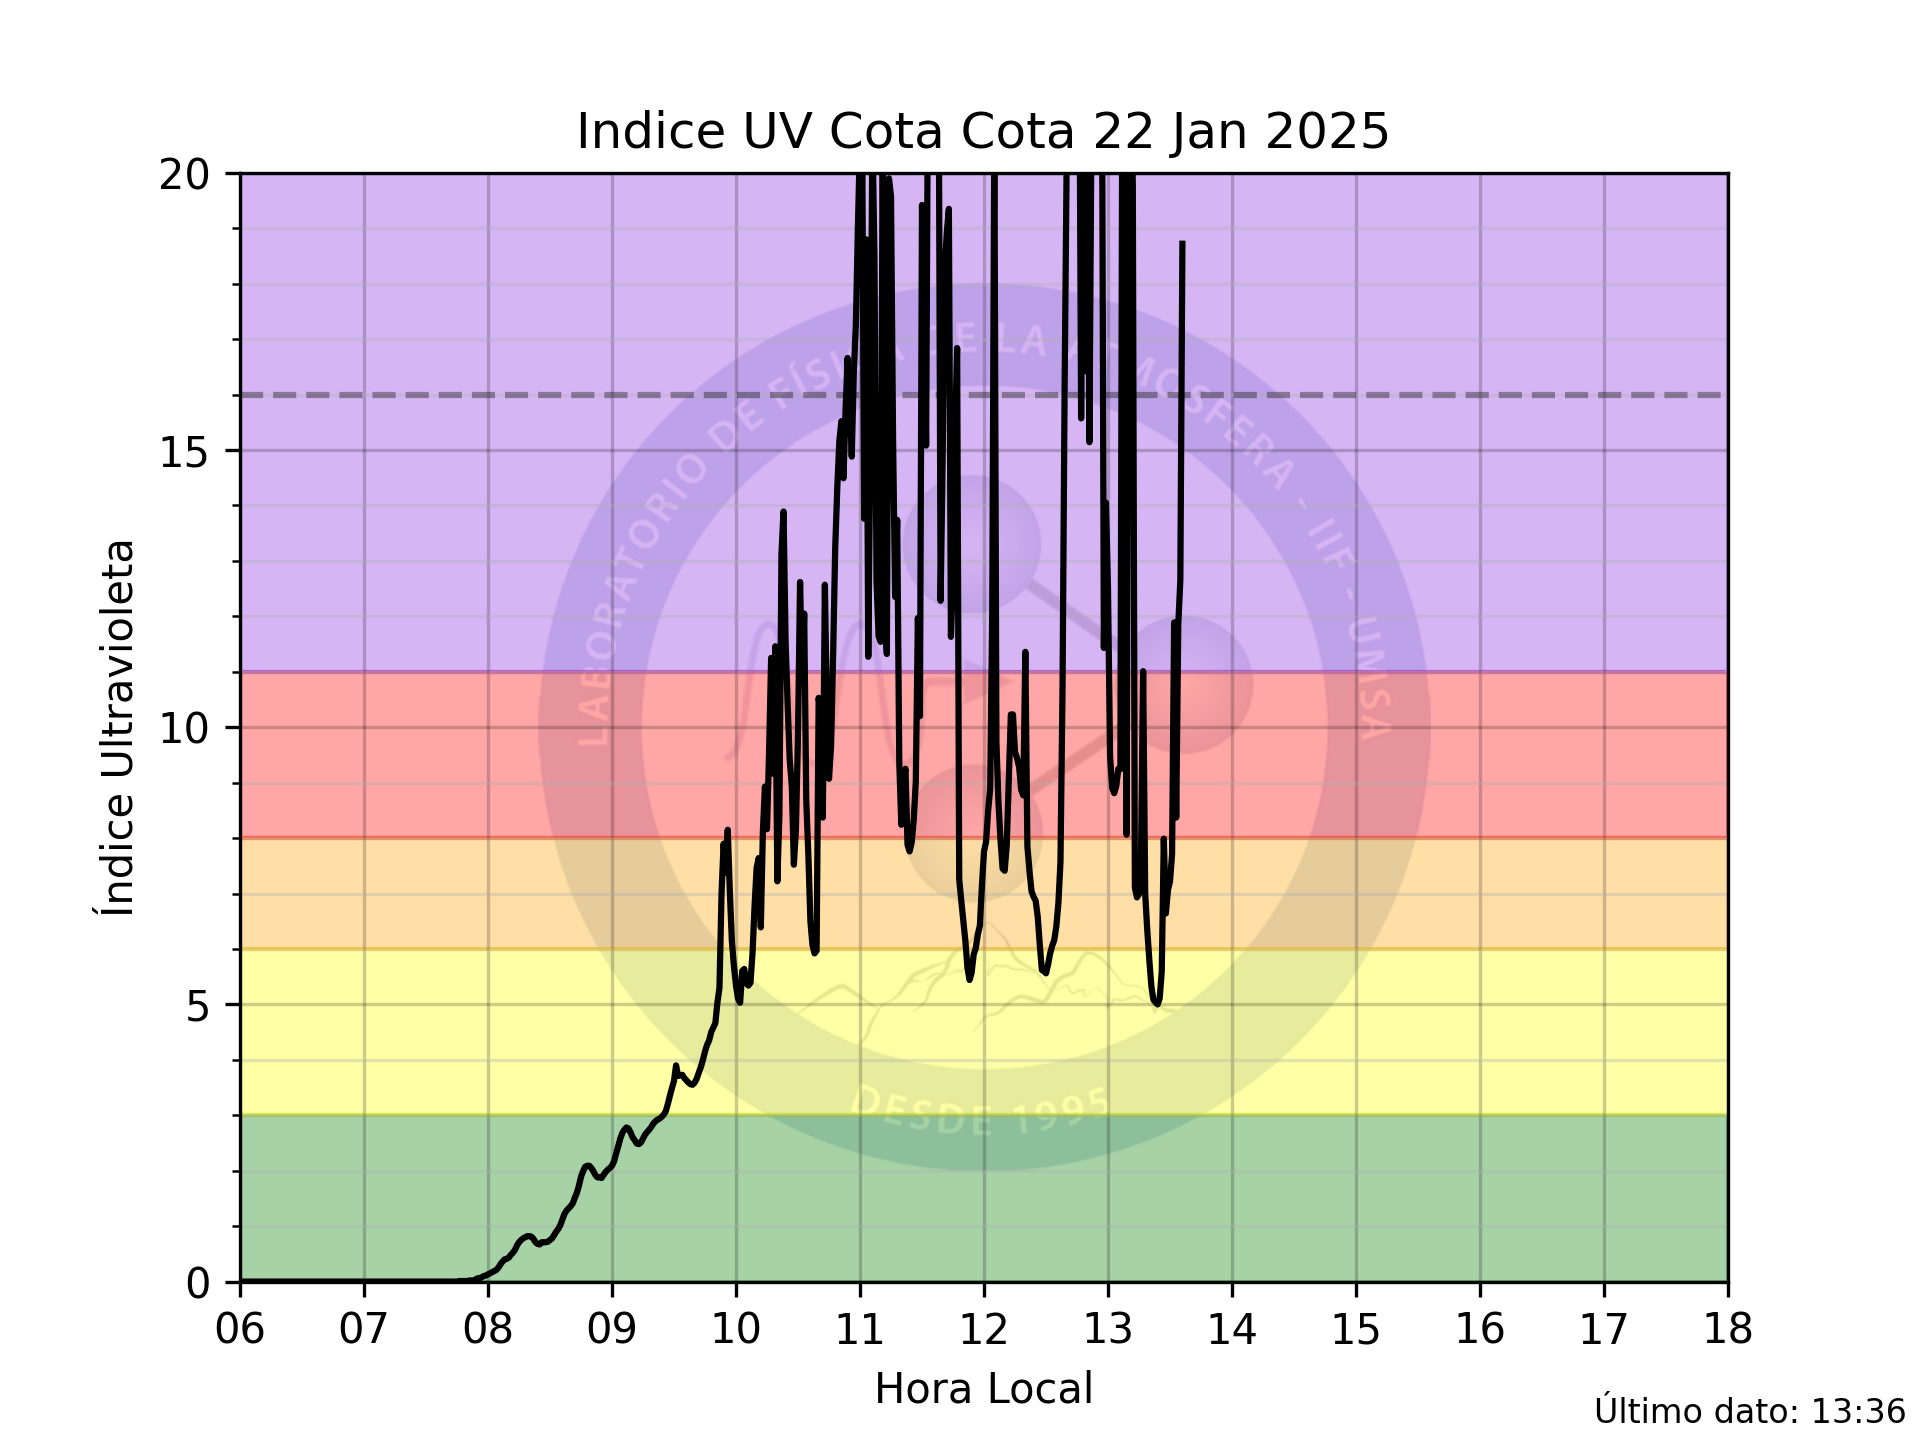 Indice UV Cota Cota 22 Jan 2025
20
15
10
5
0
Índice Ultravioleta
LABORATORIO DE FÍSICA DE LA ATMOSFERA - IIF - UMSA
DESDE 1995
06 07 08 09 10 11 12 13 14 15 16 17 18
Hora Local
Último dato: 13:36